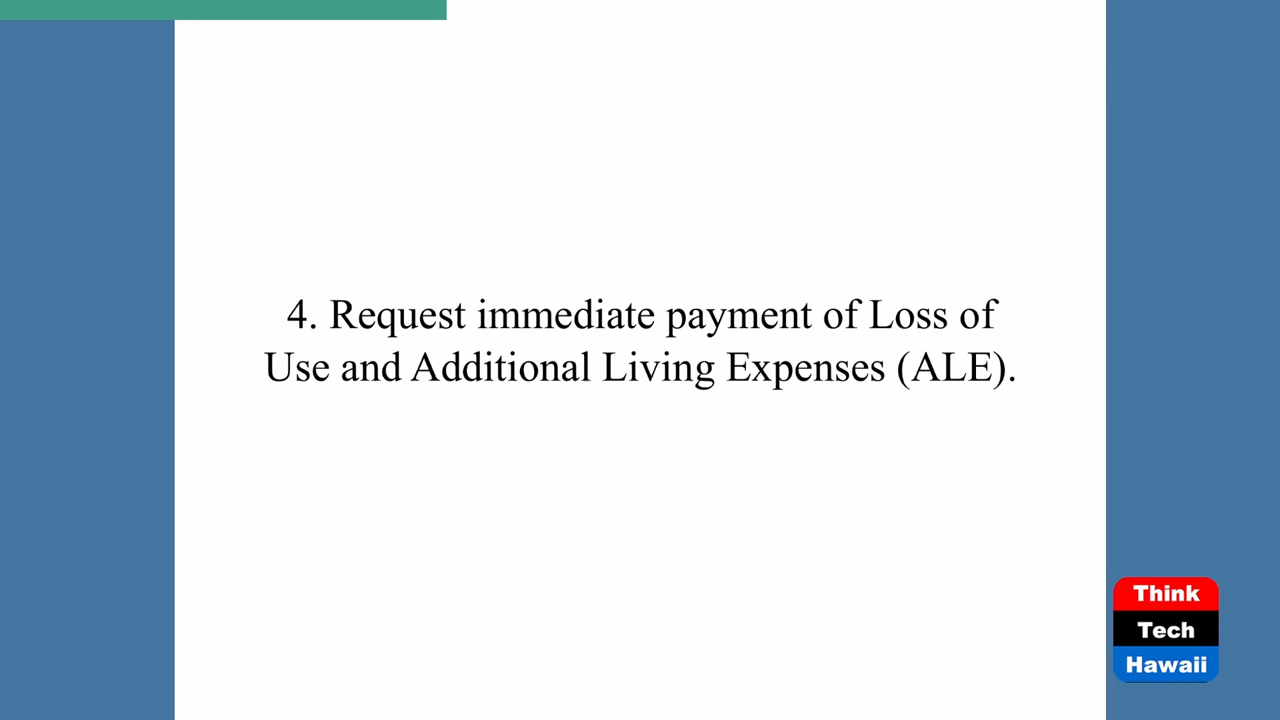 4. Request immediate payment of Loss of
Use and Additional Living Expenses (ALE).
Think
Tech
Hawaii